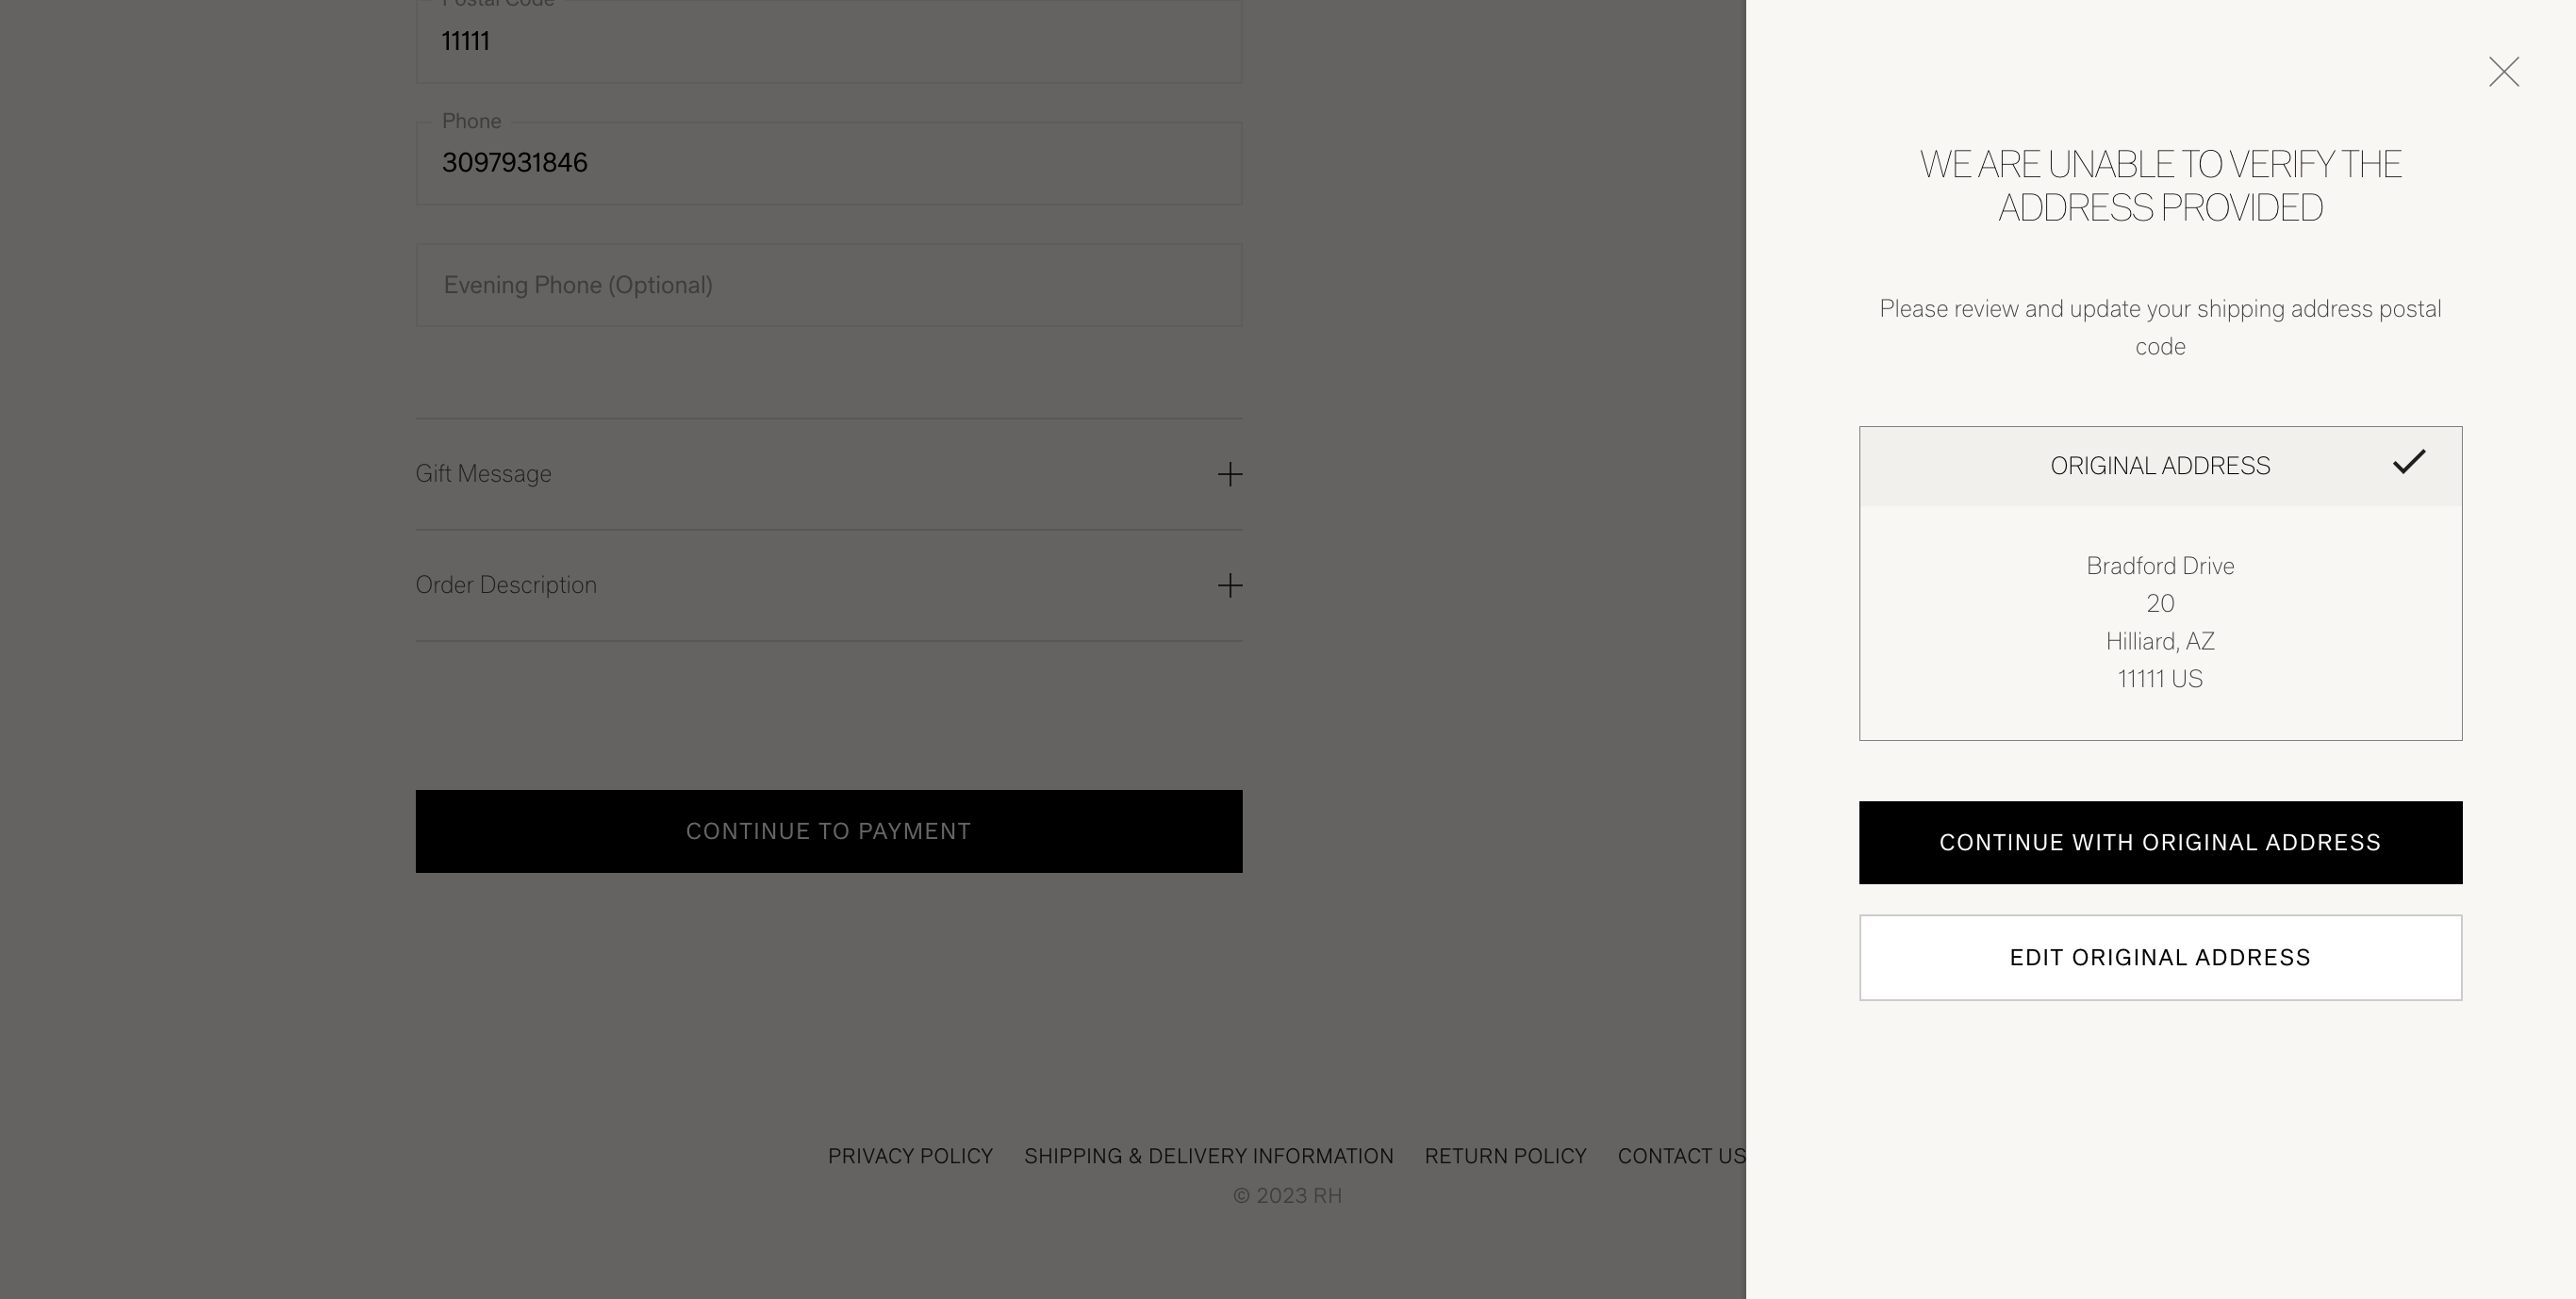 Postal Code
11111
Phone
3097931846
Evening Phone (Optional)
Gift Message
Order Description
CONTINUE TO PAYMENT
PRIVACY POLICY SHIPPING & DELIVERY INFORMATION RETURN POLICY CONTACT US
© 2023 RH
WE ARE UNABLE TO VERIFY THE
ADDRESS PROVIDED
Please review and update your shipping address postal
code
ORIGINAL ADDRESS
Bradford Drive
20
Hilliard, AZ
11111 US
CONTINUE WITH ORIGINAL ADDRESS
EDIT ORIGINAL ADDRESS